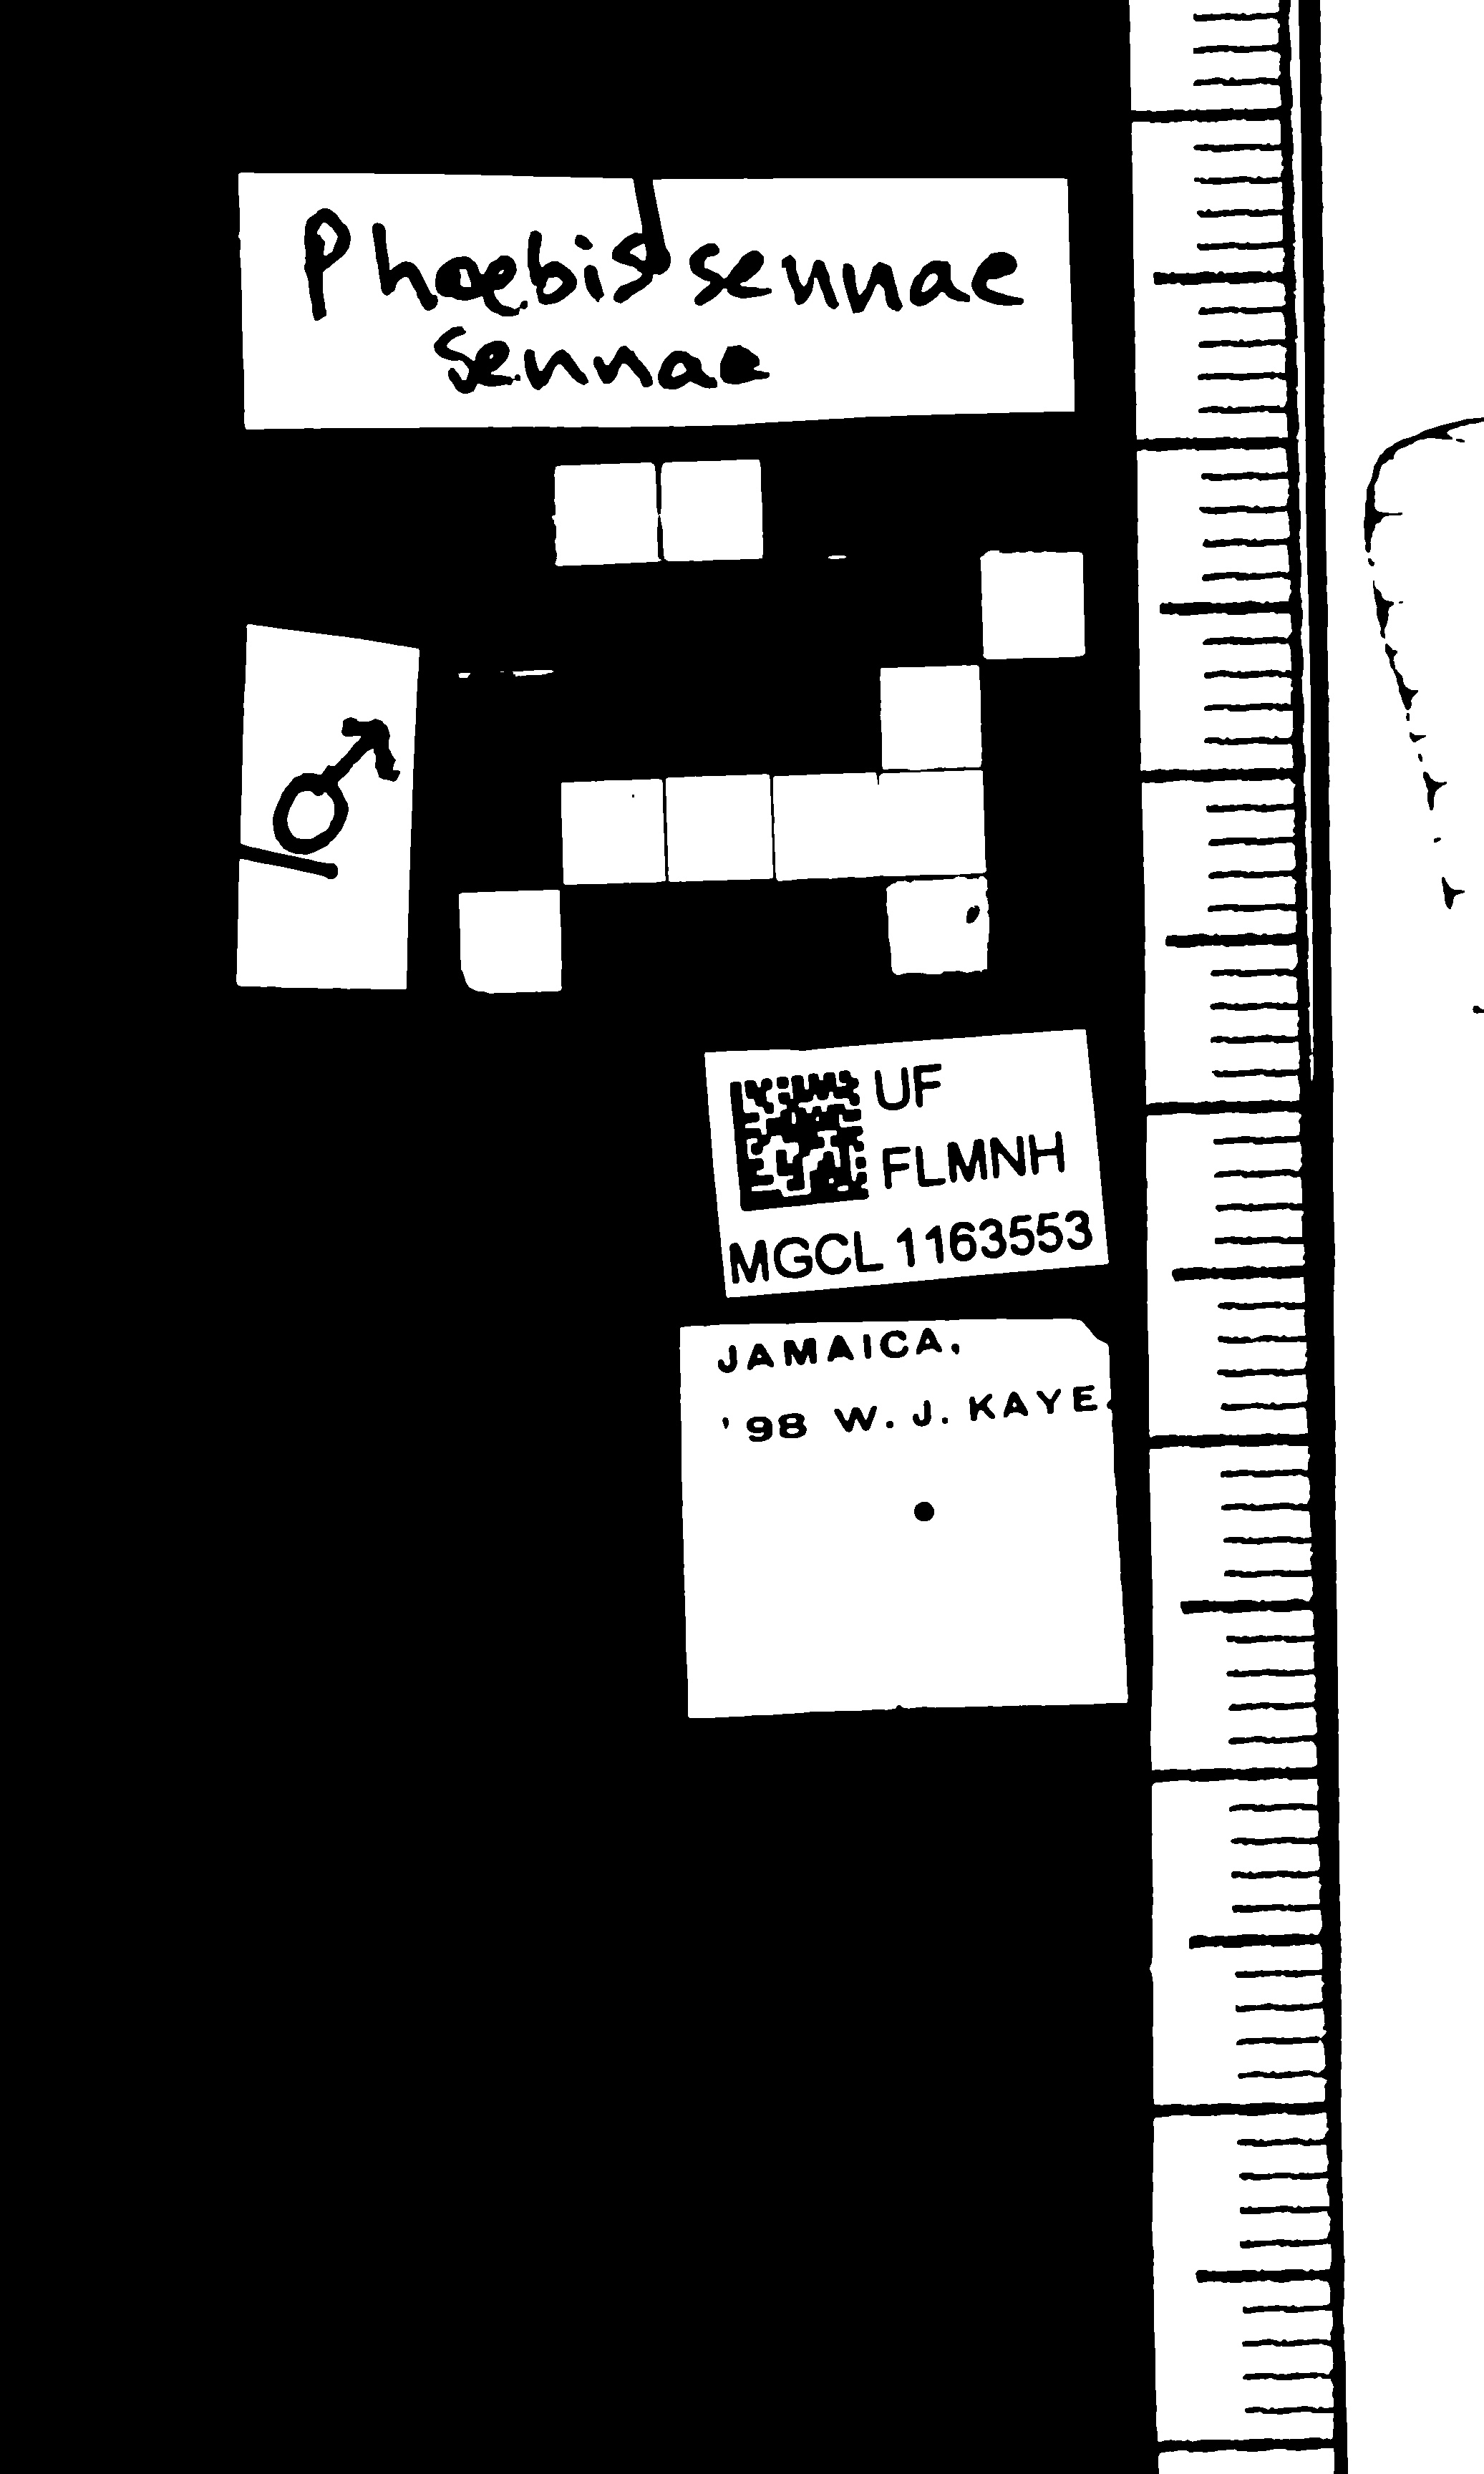 Phoebis sennae
sennae
♂
UF
FLMNH
MGCL 1163553
JAMAICA.
'98 W. J. KAYE.